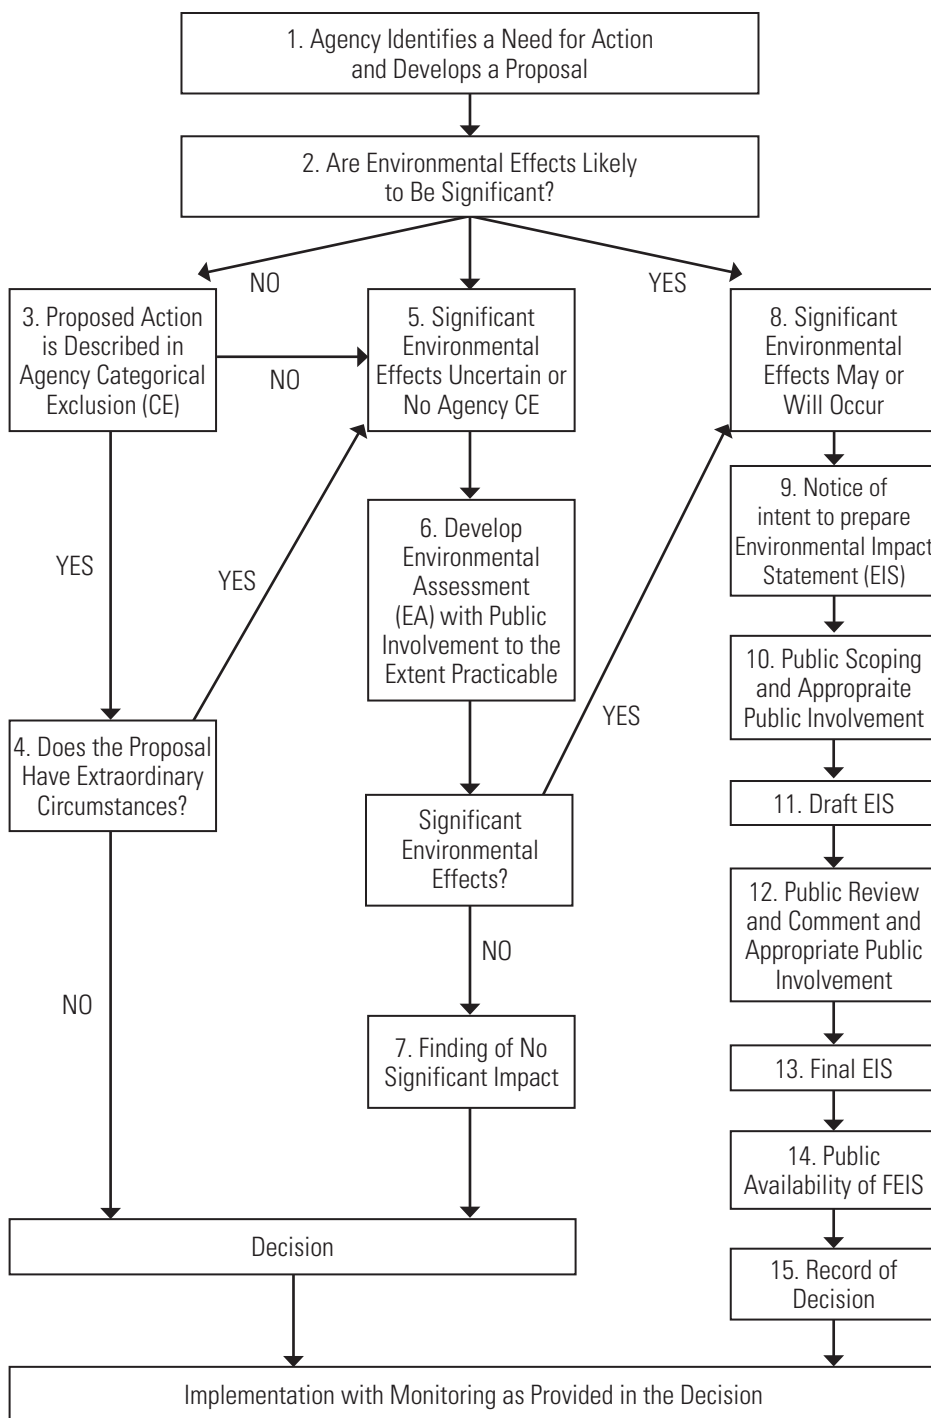 1. Agency Identifies a Need for Action
and Develops a Proposal
2. Are Environmental Effects Likely
to Be Significant?
NO
YES
3. Proposed Action
is Described in
Agency Categorical
Exclusion (CE)
NO
5. Significant
Environmental
Effects Uncertain or
No Agency CE
8. Significant
Environmental
Effects May or
Will Occur
9. Notice of
intent to prepare
Environmental Impact
Statement (EIS)
YES
YES
6. Develop
Environmental
Assessment
(EA) with Public
Involvement to the
Extent Practicable
10. Public Scoping
and Appropraite
Public Involvement
YES
4. Does the Proposal
Have Extraordinary
Circumstances?
11. Draft EIS
Significant
Environmental
Effects?
12. Public Review
and Comment and
Appropriate Public
Involvement
NO
NO
7. Finding of No
Significant Impact
13. Final EIS
14. Public
Availability of FEIS
Decision
15. Record of
Decision
Implementation with Monitoring as Provided in the Decision